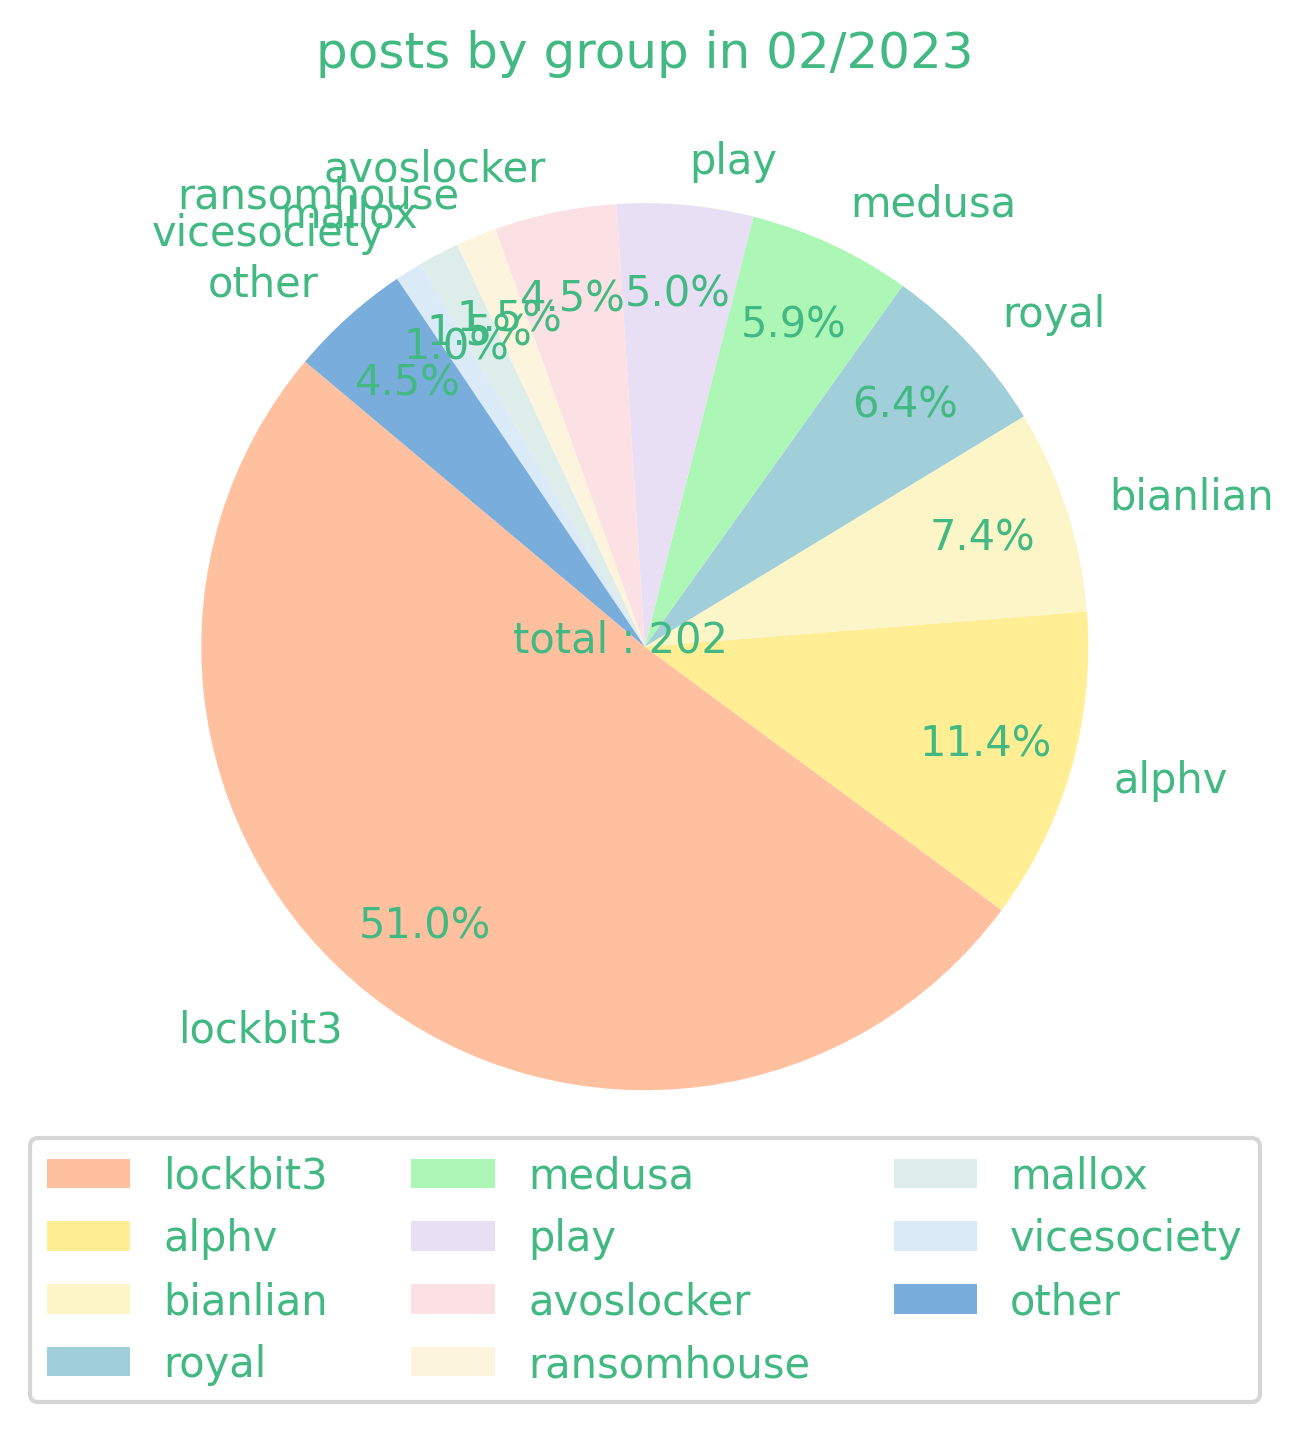 posts by group in 02/2023
play
avoslocker
medusa
ransomhouse
mallox
vicesociety
other
royal
5.0%
4.5%
1.5%
5.9%
1.5%
1.0%
4.5%
6.4%
bianlian
7.4%
total : 202
11.4%
alphv
51.0%
lockbit3
lockbit3
alphv
bianlian
royal
medusa
play
avoslocker
ransomhouse
mallox
vicesociety
other